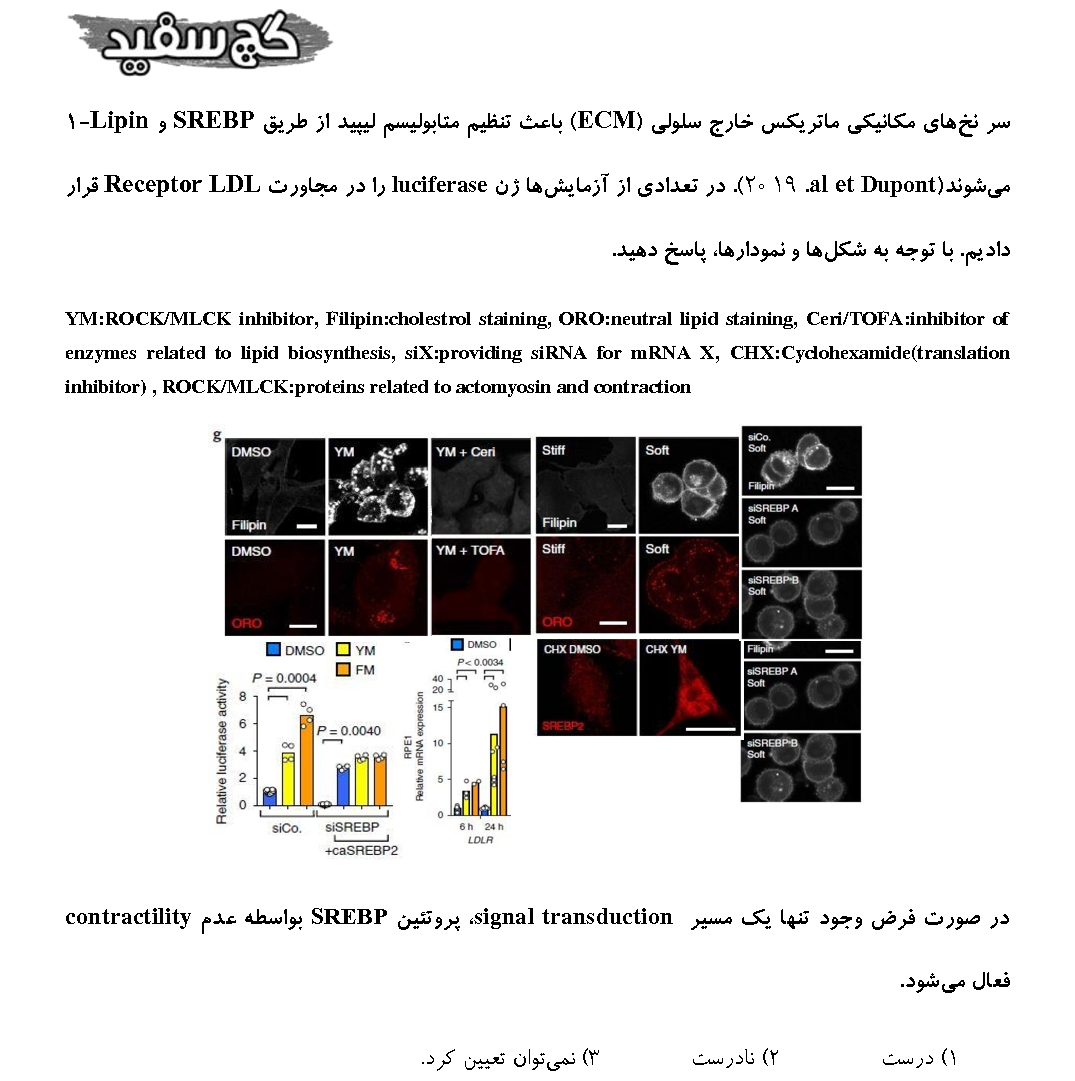 گچ سفید
سر نخ‌های مکانیکی ماتریکس خارج سلولی (ECM) باعث تنظیم متابولیسم لیپید از طریق SREBP و Lipin-۱
می‌شوند(al et Dupont. ۲۰۱۹). در تعدادی از آزمایش‌ها ژن luciferase را در مجاورت Receptor LDL قرار
دادیم. با توجه به شکل‌ها و نمودارها، پاسخ دهید.
YM:ROCK/MLCK inhibitor, Filipin:cholestrol staining, ORO:neutral lipid staining, Ceri/TOFA:inhibitor of
enzymes related to lipid biosynthesis, siX:providing siRNA for mRNA X, CHX:Cyclohexamide(translation
inhibitor) , ROCK/MLCK:proteins related to actomyosin and contraction
g
DMSO YM YM + Ceri Stiff Soft
Filipin Filipin
siCo.
Soft
Filipin
DMSO YM YM + TOFA Stiff Soft
ORO ORO
siSREBP A
Soft
siSREBP B
Soft
CHX DMSO CHX YM
SREBP2
Filipin
siSREBP A
Soft
siSREBP B
Soft
DMSO YM
FM
Relative luciferase activity
P = 0.0004
P = 0.0040
8
6
4
2
0
siCo. siSREBP
+caSREBP2
DMSO
P < 0.0034
RPE1
Relative mRNA expression
40
20
15
10
5
0
6 h 24 h
LDLR
در صورت فرض وجود تنها یک مسیر signal transduction، پروتئین SREBP بواسطه عدم contractility
فعال می‌شود.
۱) درست ۲) نادرست ۳) نمی‌توان تعیین کرد.